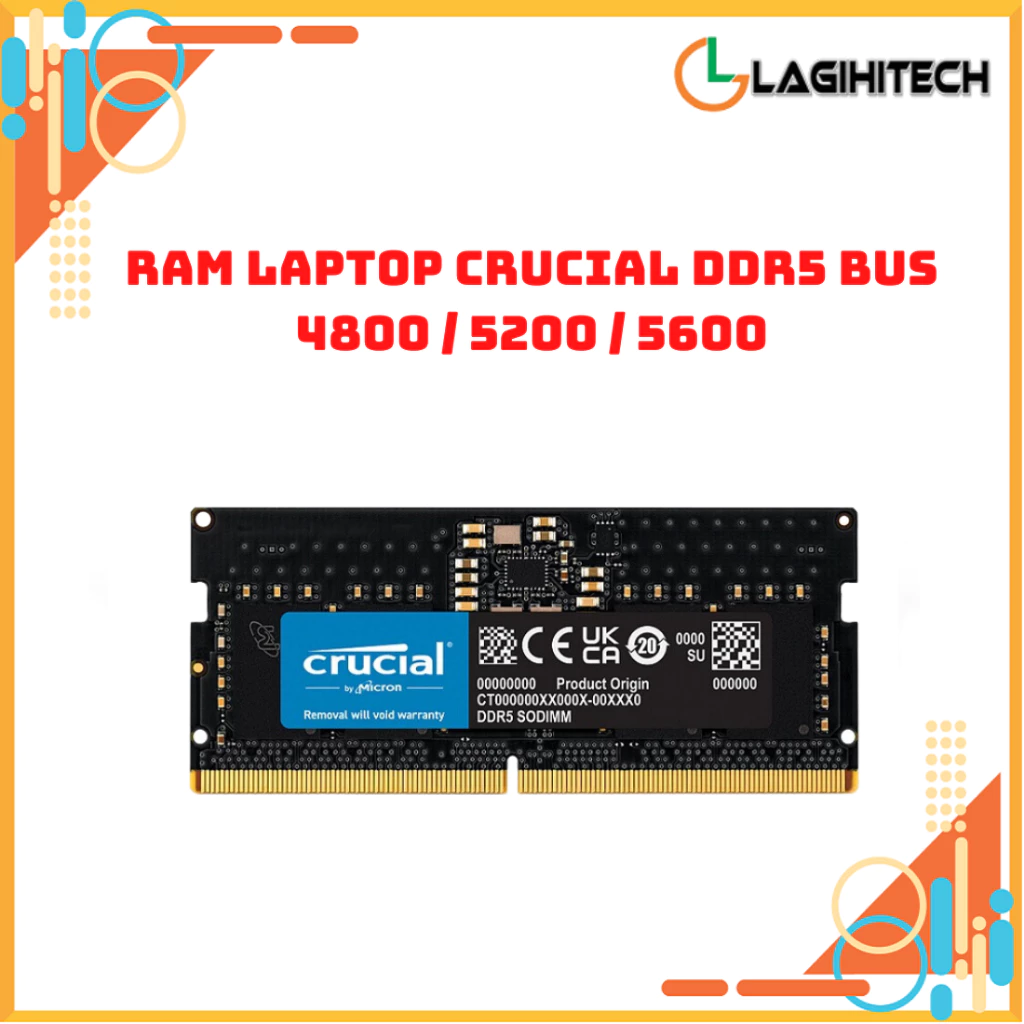 LAGIHITECH
RAM LAPTOP CRUCIAL DDR5 BUS
4800 / 5200 / 5600
crucial®
by Micron
Removal will void warranty
CE UK CA 20
0000
SU
00000000 Product Origin
000000
CT000000XX000X-00XXX0
DDR5 SODIMM